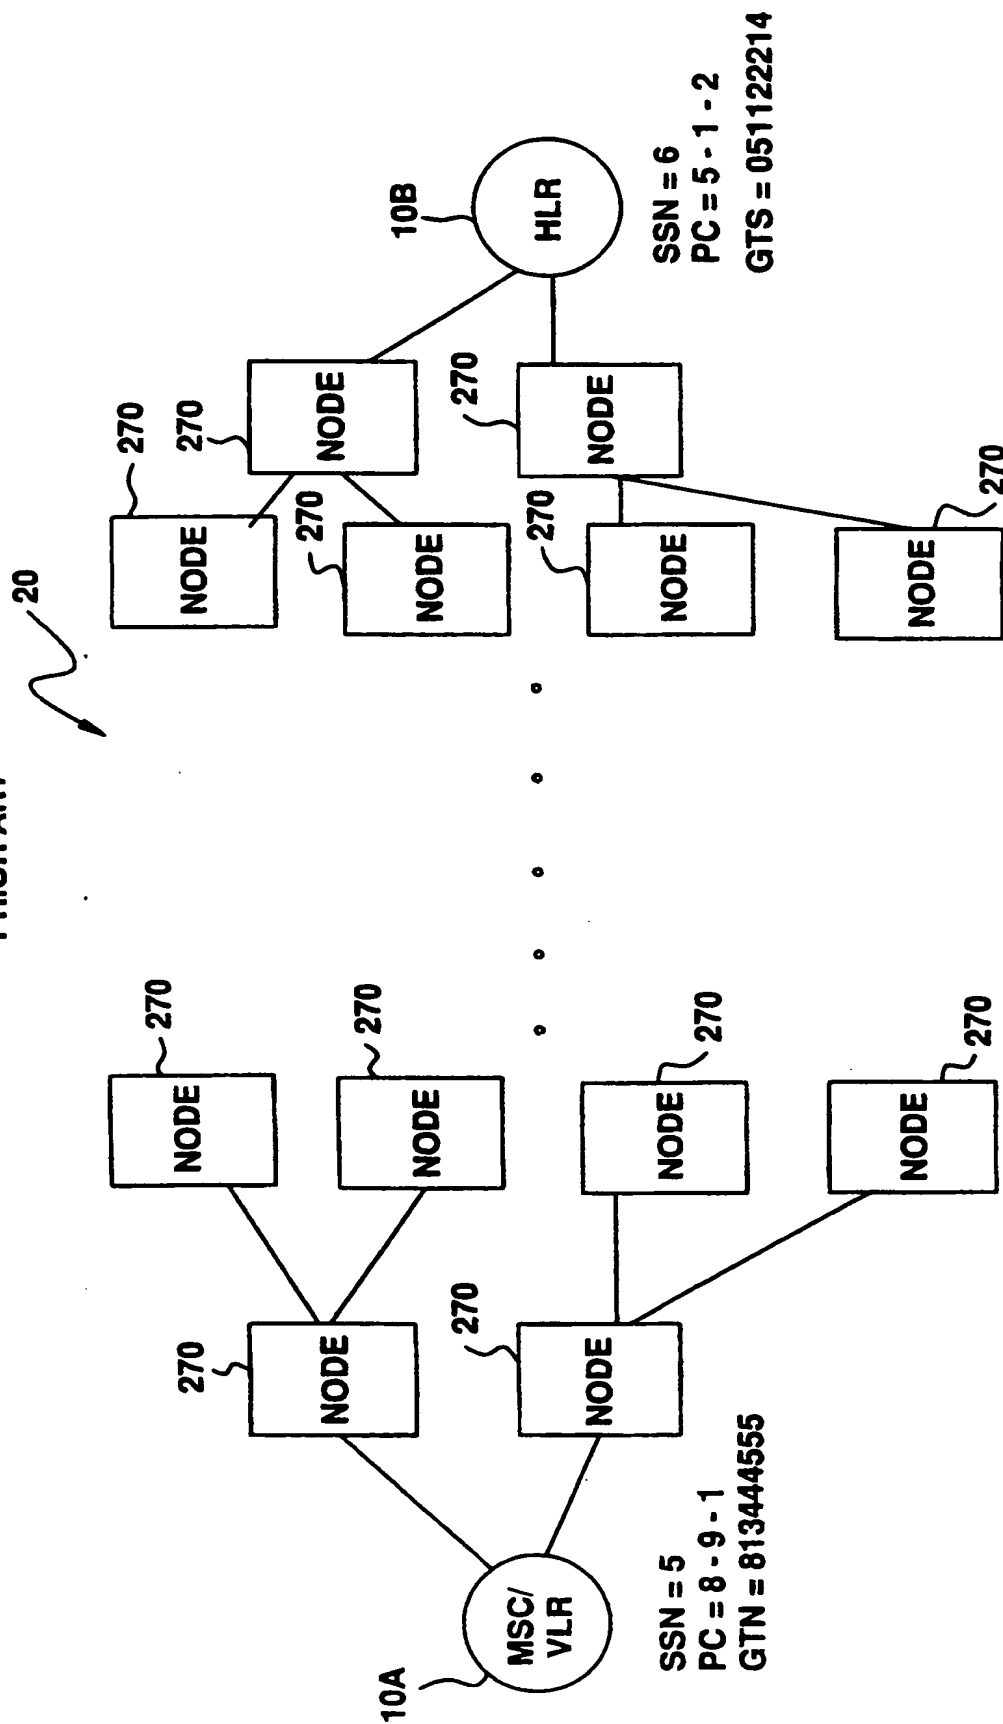 PRIOR ART
20
270
NODE
270
NODE
270
NODE
270
NODE
270
NODE
270
NODE
10A
MSC/
VLR
SSN = 5
PC = 8 - 9 - 1
GTN = 813444555
270
NODE
270
NODE
270
NODE
270
NODE
270
NODE
270
NODE
10B
HLR
SSN = 6
PC = 5 - 1 - 2
GTS = 051122214